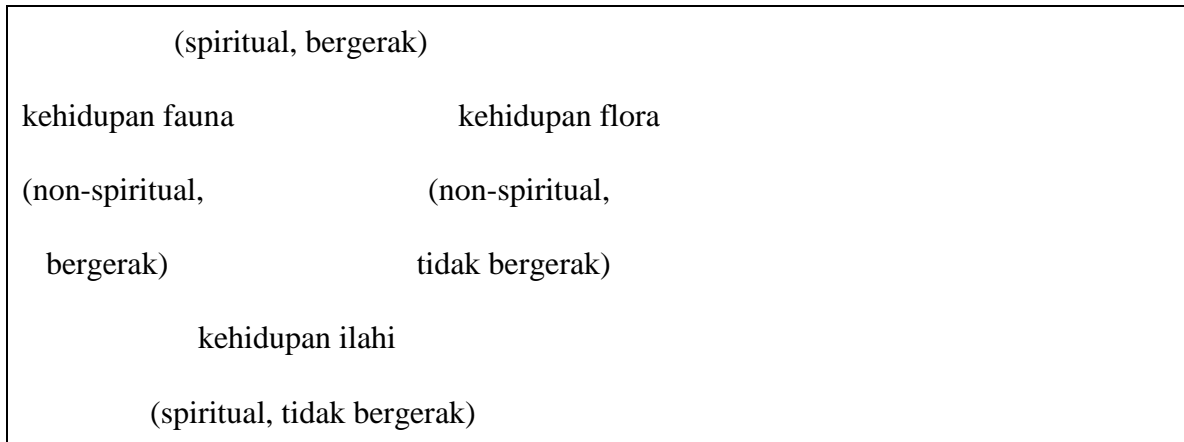 (spiritual, bergerak)
kehidupan fauna kehidupan flora
(non-spiritual, (non-spiritual,
bergerak) tidak bergerak)
kehidupan ilahi
(spiritual, tidak bergerak)